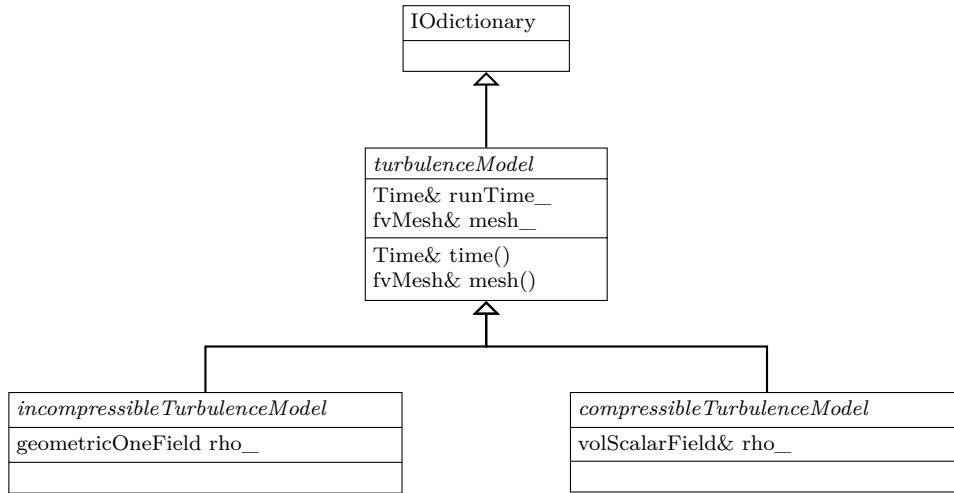 IOdictionary
turbulenceModel
Time& runTime_
fvMesh& mesh_
Time& time()
fvMesh& mesh()
incompressibleTurbulenceModel
geometricOneField rho_
compressibleTurbulenceModel
volScalarField& rho_